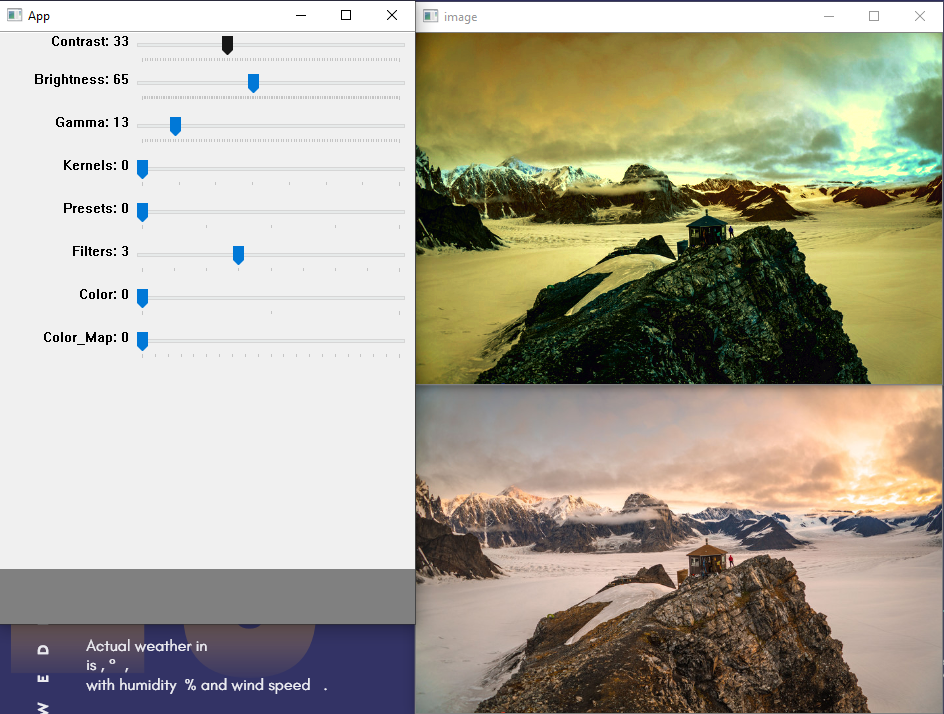 App
Contrast: 33
Brightness: 65
Gamma: 13
Kernels: 0
Presets: 0
Filters: 3
Color: 0
Color_Map: 0
image
W E D
Actual weather in
is , ° ,
with humidity % and wind speed .